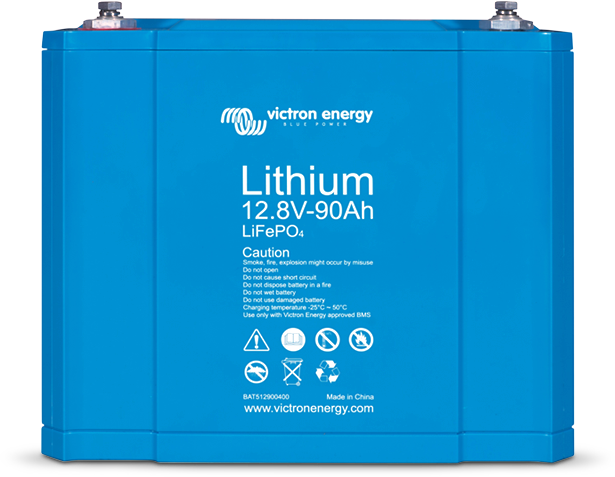 victron energy
BLUE POWER
Lithium
12.8V-90Ah
LiFePO₄
Caution
Smoke, fire, explosion might occur by misuse
Do not open
Do not cause short circuit
Do not dispose battery in a fire
Do not wet battery
Do not use damaged battery
Charging temperature -25°C ~ 50°C
Use only with Victron Energy approved BMS
BAT512900400 Made in China
www.victronenergy.com